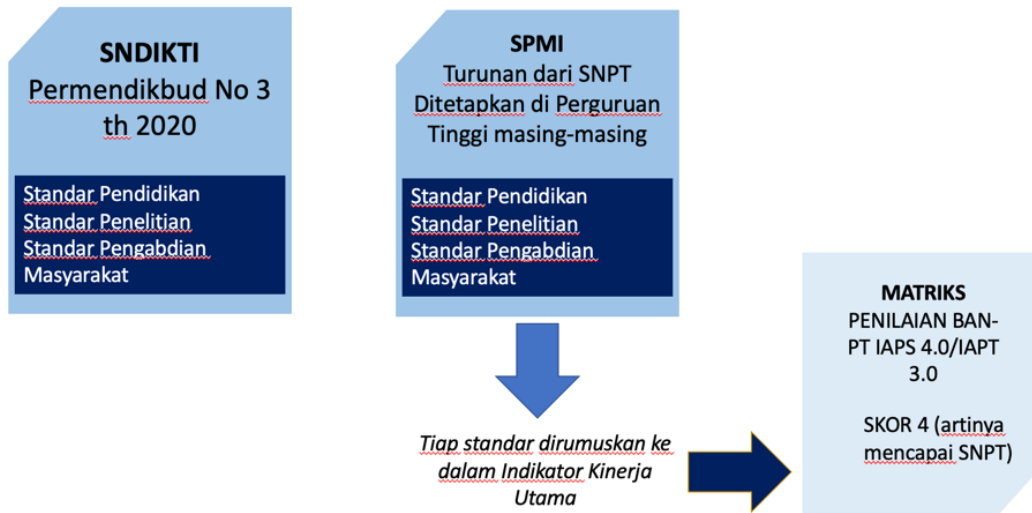 SNDIKTI
Permendikbud No 3
th 2020
Standar Pendidikan
Standar Penelitian
Standar Pengabdian
Masyarakat
SPMI
Turunan dari SNPT
Ditetapkan di Perguruan
Tinggi masing-masing
Standar Pendidikan
Standar Penelitian
Standar Pengabdian
Masyarakat
Tiap standar dirumuskan ke
dalam Indikator Kinerja
Utama
MATRIKS
PENILAIAN BAN-
PT IAPS 4.0/IAPT
3.0
SKOR 4 (artinya
mencapai SNPT)